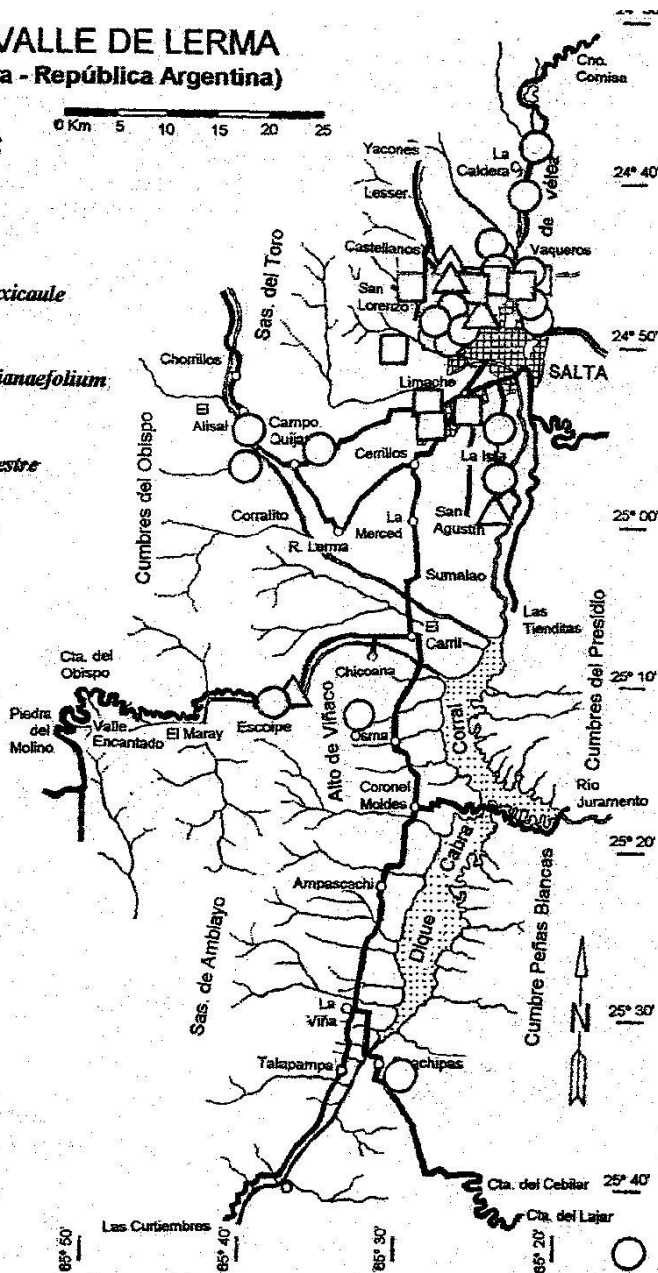 VALLE DE LERMA
a - República Argentina)
0 Km 5 10 15 20 25
Cno. Cornisa
Yacones
La Caldera
24° 40'
Lesser
de
Castellanos
Vaqueros
xicaule
Sas. del Toro
San Lorenzo
24° 50'
Chorrillos
SALTA
ianaefolium
Limache
El Alisal
Campo Quijano
estre
Cumbres del Obispo
Cerrillos
La Isla
Corralito
La Merced
San Agustín
25° 00'
R. Lerma
Sumalao
Las Tienditas
El Carril
Cta. del Obispo
Chicoana
Cumbres del Presidio
25° 10'
Piedra del Molino
Valle Encantado
El Maray
Escoipe
Alto de Viñaco
Osma
Corral
Coronel Moldes
Río Juramento
25° 20'
Cabra
Ampascachi
Sas. de Amblayo
Dique
Cumbre Peñas Blancas
N
La Viña
25° 30'
Talapampa
achipas
Cta. del Cebilar
25° 40'
Las Curtiembres
Cta. del Lajar
65° 50'
65° 40'
65° 30'
65° 20'